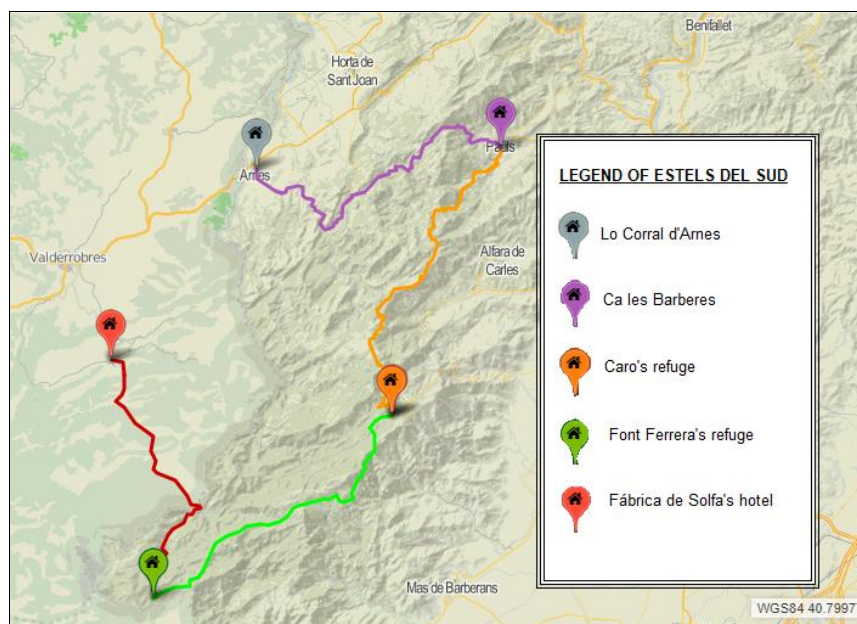 Benifallet
Horta de
Sant Joan
Paüls
Arnes
LEGEND OF ESTELS DEL SUD
Lo Corral d'Arnes
Alfara de
Carles
Valderrobres
Ca les Barberes
Caro's refuge
Font Ferrera's refuge
Fábrica de Solfa's hotel
Mas de Barberans
WGS84 40.7997